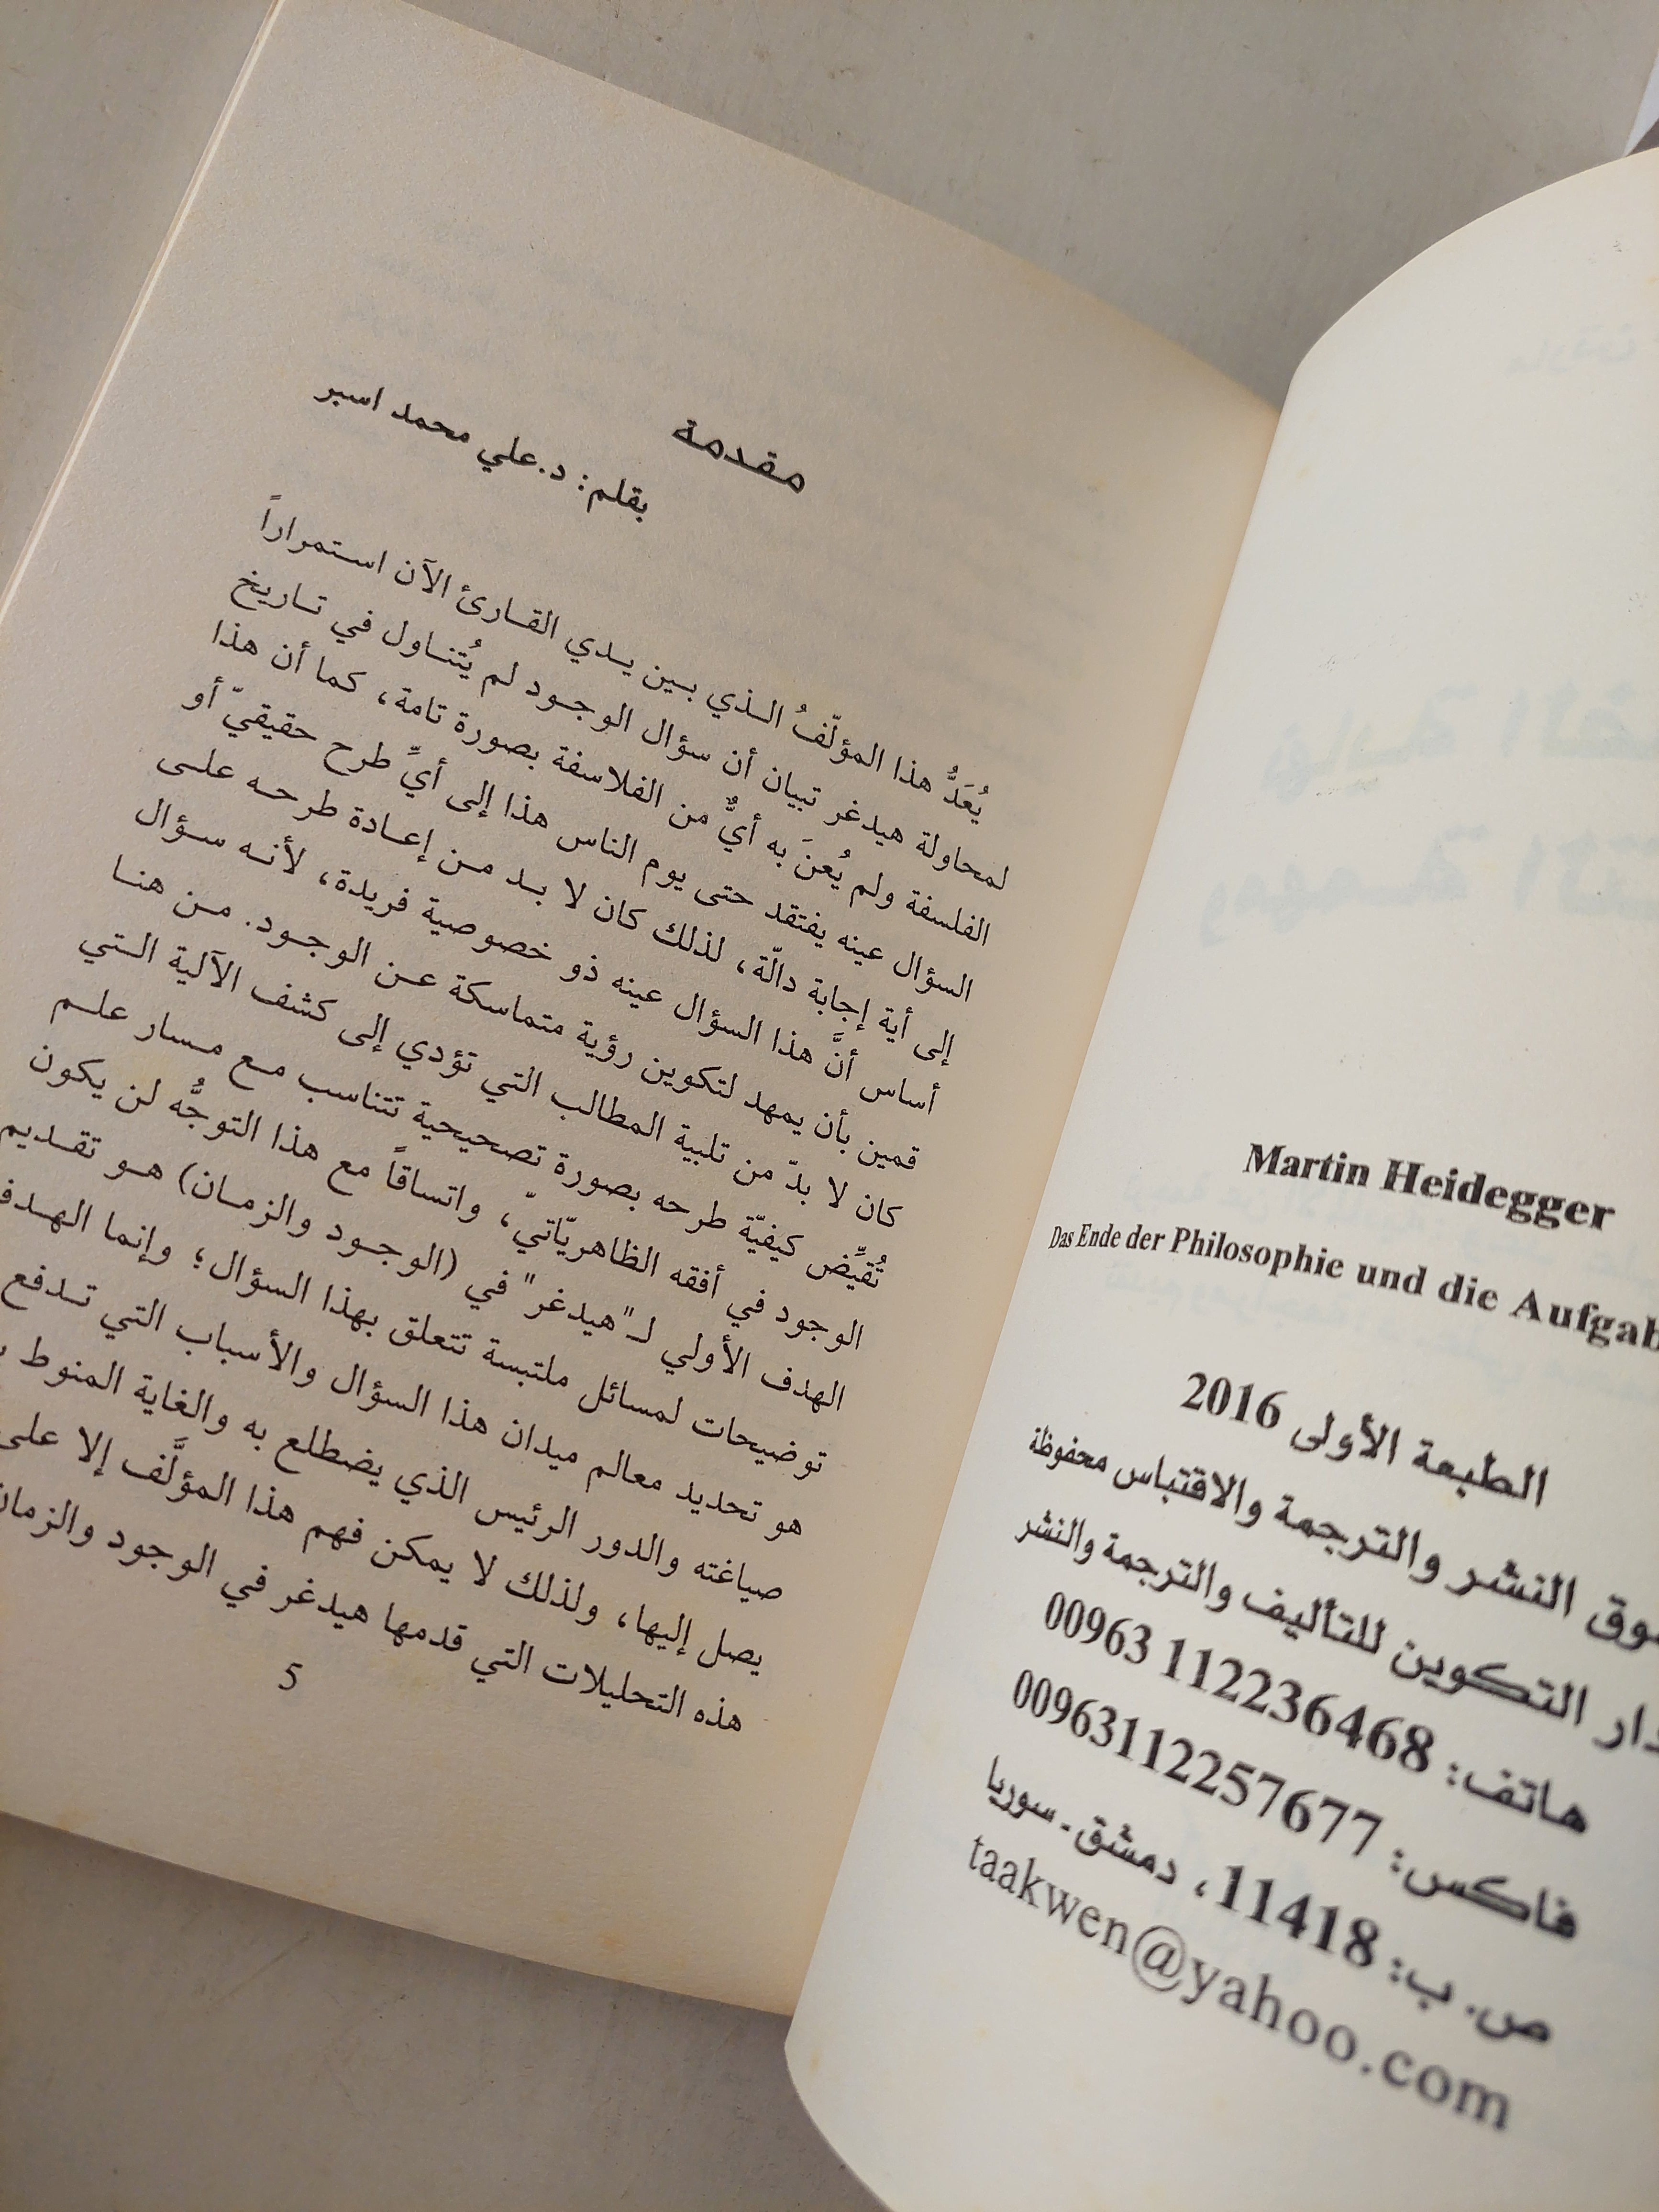 Martin Heidegger
Das Ende der Philosophie und die Aufgab
الطبعة الأولى 2016
النشر والترجمة والاقتباس محفوظة
دار التكوين للتأليف والترجمة والنشر
هاتف: 112236468 00963
فاكس: 00963112257677
ص. ب: 11418، دمشق ـ سوريا
taakwen@yahoo.com
مقدمة
بقلم: د.علي محمد اسبر
يُعَدُّ هذا المؤلّفُ الذي بين يدي القارئ الآن استمراراً
لمحاولة هيدغر تبيان أن سؤال الوجود لم يُتناول في تاريخ
الفلسفة ولم يُعنَ به أيٌّ من الفلاسفة بصورة تامة، كما أن هذا
السؤال عينه يفتقد حتى يوم الناس هذا إلى أيِّ طرح حقيقيّ أو
إلى أية إجابة دالّة، لذلك كان لا بد من إعادة طرحه على
أساس أنَّ هذا السؤال عينه ذو خصوصية فريدة، لأنه سؤال
قمين بأن يمهد لتكوين رؤية متماسكة عن الوجود. من هنا
كان لا بدّ من تلبية المطالب التي تؤدي إلى كشف الآلية التي
تُقيِّض كيفيّة طرحه بصورة تصحيحية تتناسب مع مسار علم
الوجود في أفقه الظاهريّاتيّ، واتساقاً مع هذا التوجُّه لن يكون
الهدف الأولي لـ"هيدغر" في (الوجود والزمان) هو تقديم
توضيحات لمسائل ملتبسة تتعلق بهذا السؤال؛ وإنما الهدف
هو تحديد معالم ميدان هذا السؤال والأسباب التي تدفع
صياغته والدور الرئيس الذي يضطلع به والغاية المنوط
يصل إليها، ولذلك لا يمكن فهم هذا المؤلَّف إلا على
هذه التحليلات التي قدمها هيدغر في الوجود والزمان
5